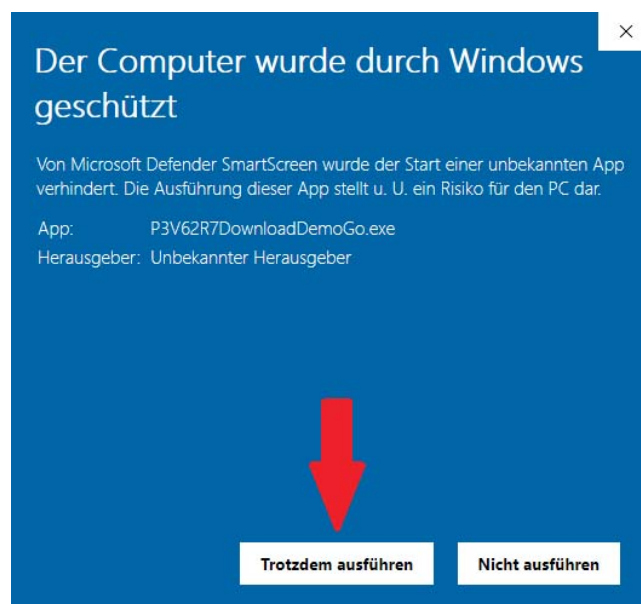 Der Computer wurde durch Windows
geschützt
Von Microsoft Defender SmartScreen wurde der Start einer unbekannten App
verhindert. Die Ausführung dieser App stellt u. U. ein Risiko für den PC dar.
App: P3V62R7DownloadDemoGo.exe
Herausgeber: Unbekannter Herausgeber
Trotzdem ausführen Nicht ausführen